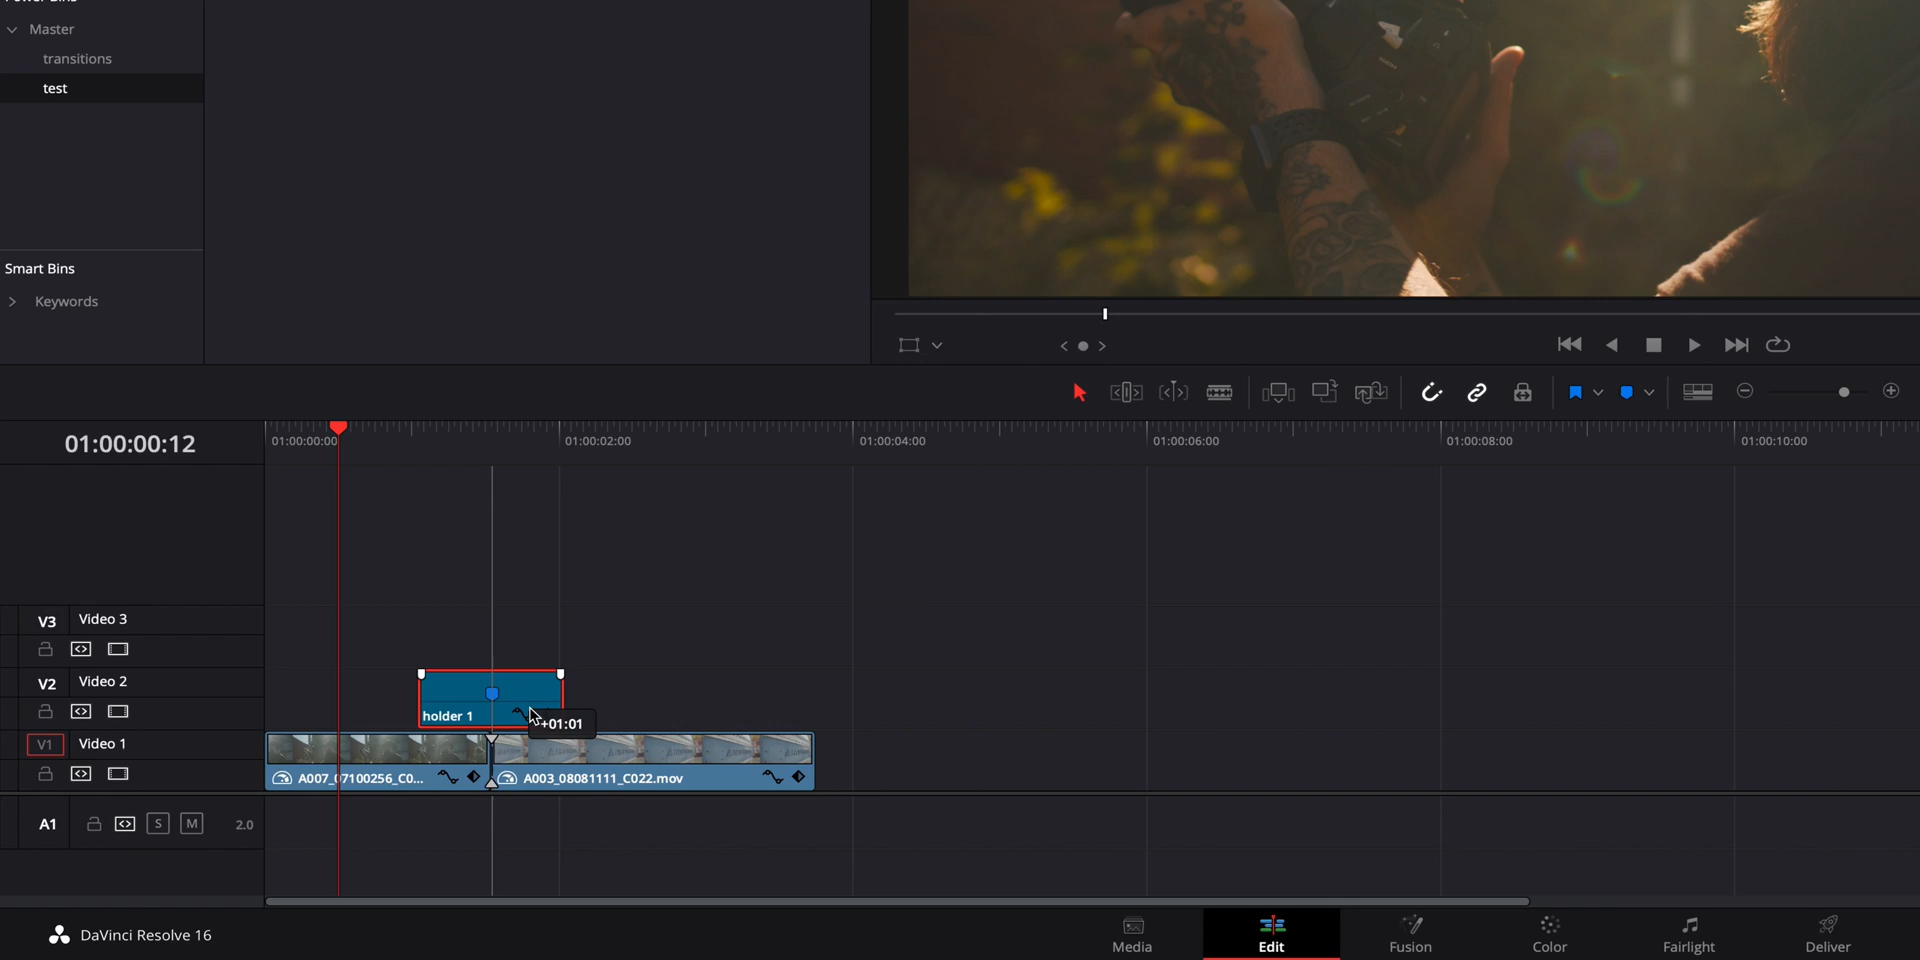 Master
transitions
test
Smart Bins
Keywords
01:00:00:12
01:00:00:00
01:00:02:00
01:00:04:00
01:00:06:00
01:00:08:00
01:00:10:00
V3 Video 3
V2 Video 2
holder 1
+01:01
V1 Video 1
A007_07100256_C0...
A003_08081111_C022.mov
A1 S M 2.0
DaVinci Resolve 16
Media
Edit
Fusion
Color
Fairlight
Deliver